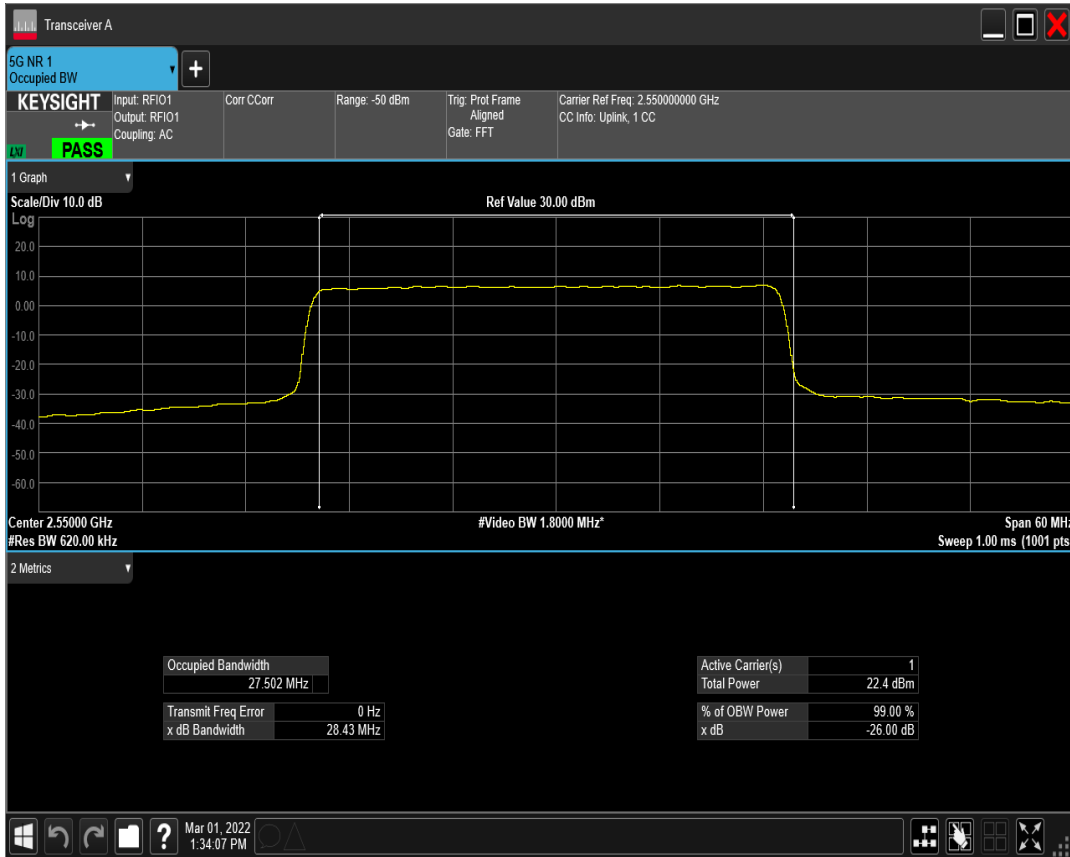 Transceiver A
5G NR 1
Occupied BW
+
KEYSIGHT
LXI
PASS
Input: RFIO1
Output: RFIO1
Coupling: AC
Corr CCorr
Range: -50 dBm
Trig: Prot Frame
Aligned
Gate: FFT
Carrier Ref Freq: 2.550000000 GHz
CC Info: Uplink, 1 CC
1 Graph
Scale/Div 10.0 dB
Ref Value 30.00 dBm
Log
20.0
10.0
0.00
-10.0
-20.0
-30.0
-40.0
-50.0
-60.0
Center 2.55000 GHz
#Video BW 1.8000 MHz*
Span 60 MHz
#Res BW 620.00 kHz
Sweep 1.00 ms (1001 pts
2 Metrics
Occupied Bandwidth
27.502 MHz
Transmit Freq Error 0 Hz
x dB Bandwidth 28.43 MHz
Active Carrier(s) 1
Total Power 22.4 dBm
% of OBW Power 99.00 %
x dB -26.00 dB
?
Mar 01, 2022
1:34:07 PM